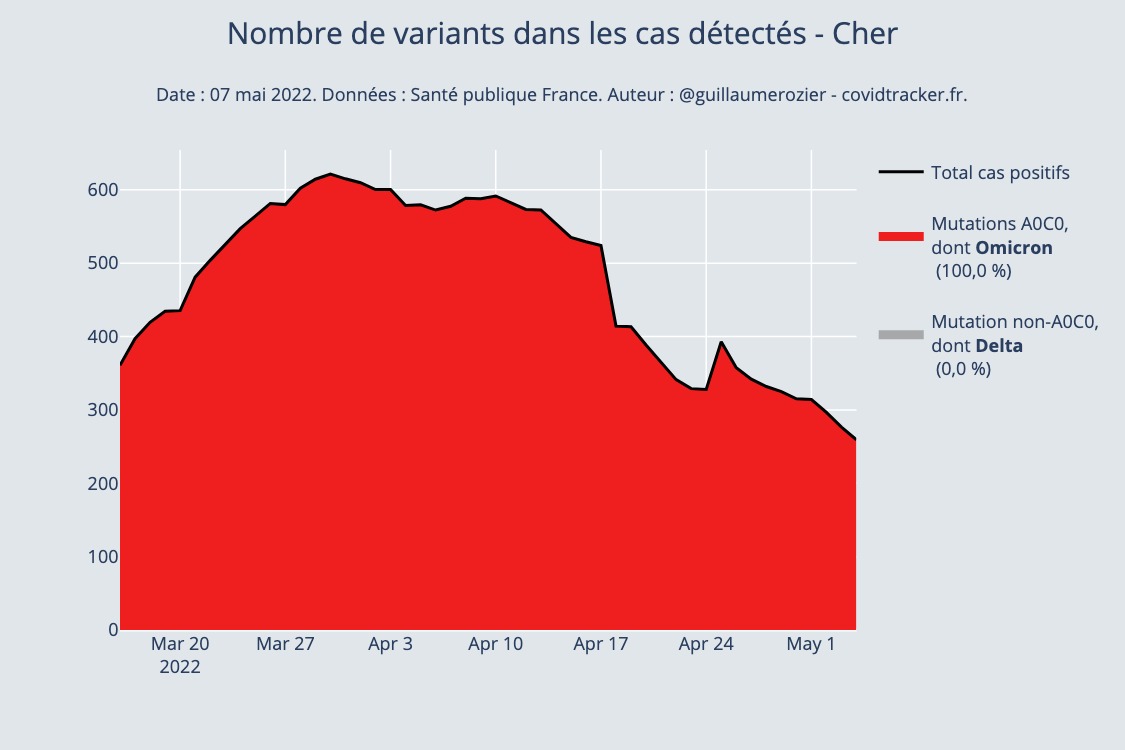 Nombre de variants dans les cas détectés - Cher
Date : 07 mai 2022. Données : Santé publique France. Auteur : @guillaumerozier - covidtracker.fr.
Total cas positifs
Mutations A0C0,
dont Omicron
(100,0 %)
Mutation non-A0C0,
dont Delta
(0,0 %)
600
500
400
300
200
100
0
Mar 20 Mar 27 Apr 3 Apr 10 Apr 17 Apr 24 May 1
2022